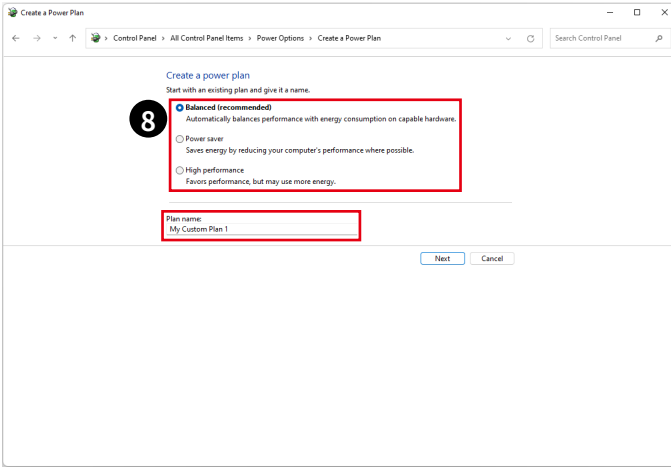 Create a Power Plan
Control Panel > All Control Panel Items > Power Options > Create a Power Plan
Search Control Panel
Create a power plan
Start with an existing plan and give it a name.
8
Balanced (recommended)
Automatically balances performance with energy consumption on capable hardware.
Power saver
Saves energy by reducing your computer's performance where possible.
High performance
Favors performance, but may use more energy.
Plan name:
My Custom Plan 1
Next Cancel